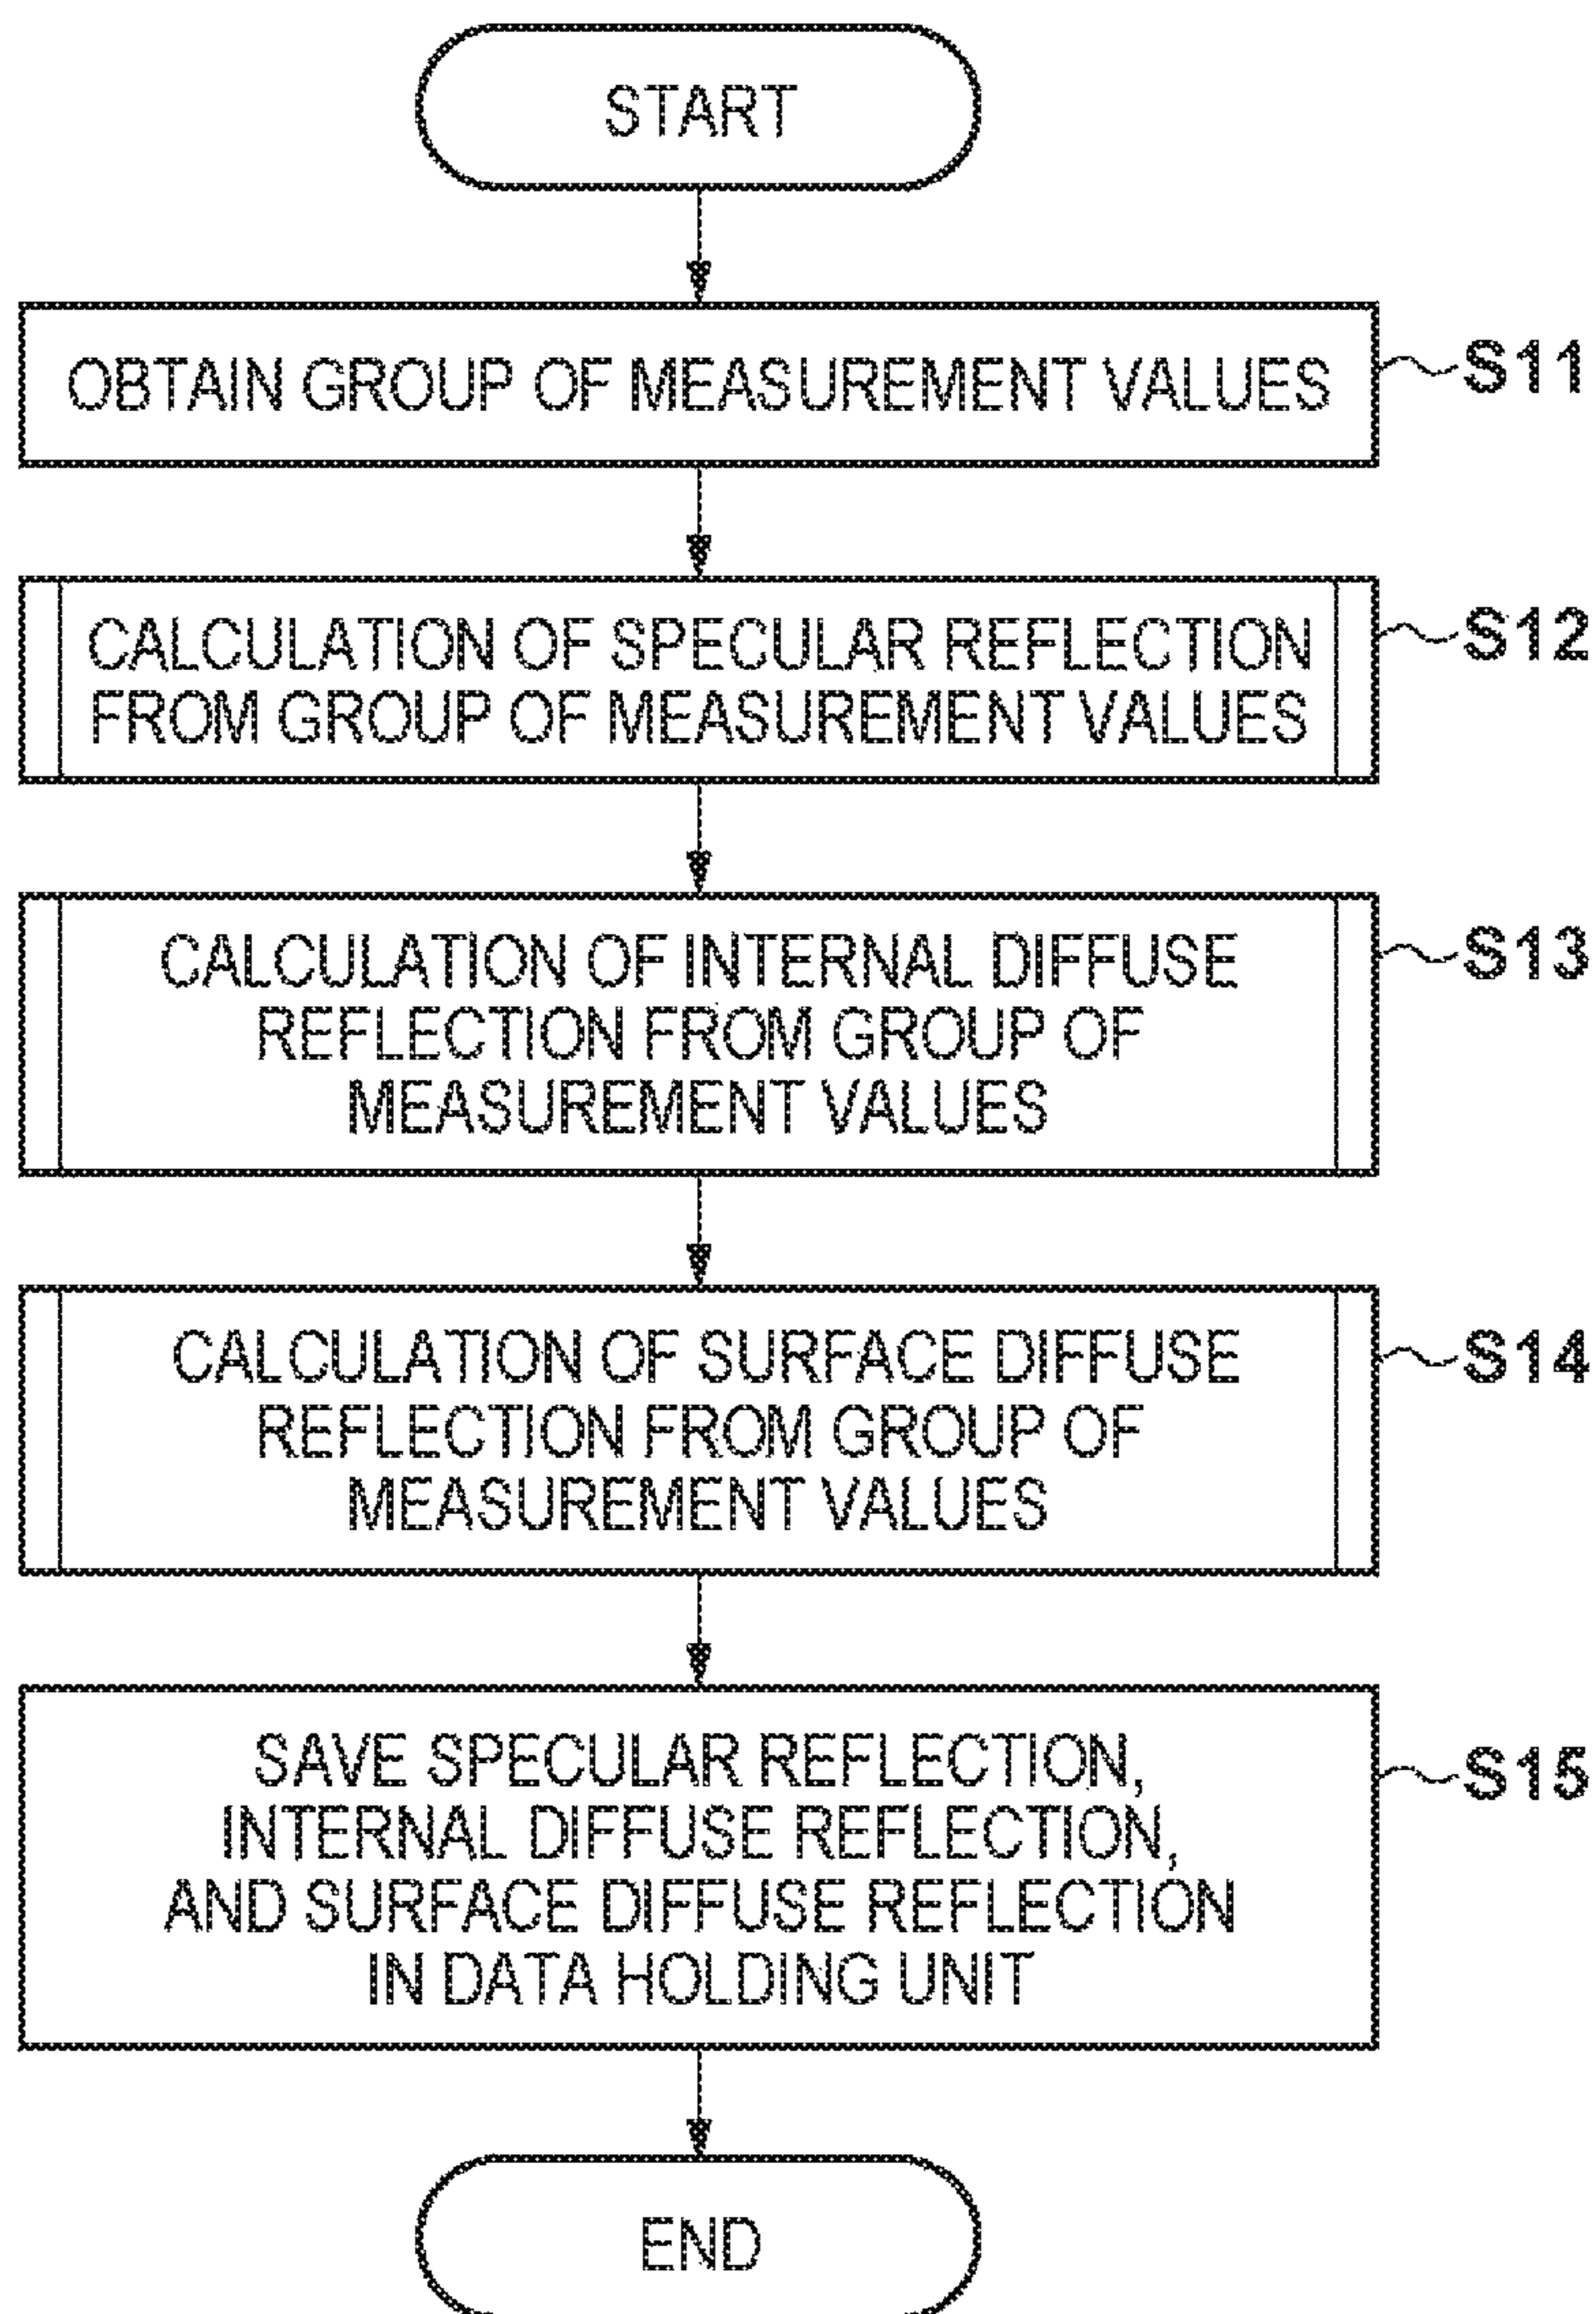 START
OBTAIN GROUP OF MEASUREMENT VALUES
S11
CALCULATION OF SPECULAR REFLECTION
FROM GROUP OF MEASUREMENT VALUES
S12
CALCULATION OF INTERNAL DIFFUSE
REFLECTION FROM GROUP OF
MEASUREMENT VALUES
S13
CALCULATION OF SURFACE DIFFUSE
REFLECTION FROM GROUP OF
MEASUREMENT VALUES
S14
SAVE SPECULAR REFLECTION,
INTERNAL DIFFUSE REFLECTION,
AND SURFACE DIFFUSE REFLECTION
IN DATA HOLDING UNIT
S15
END